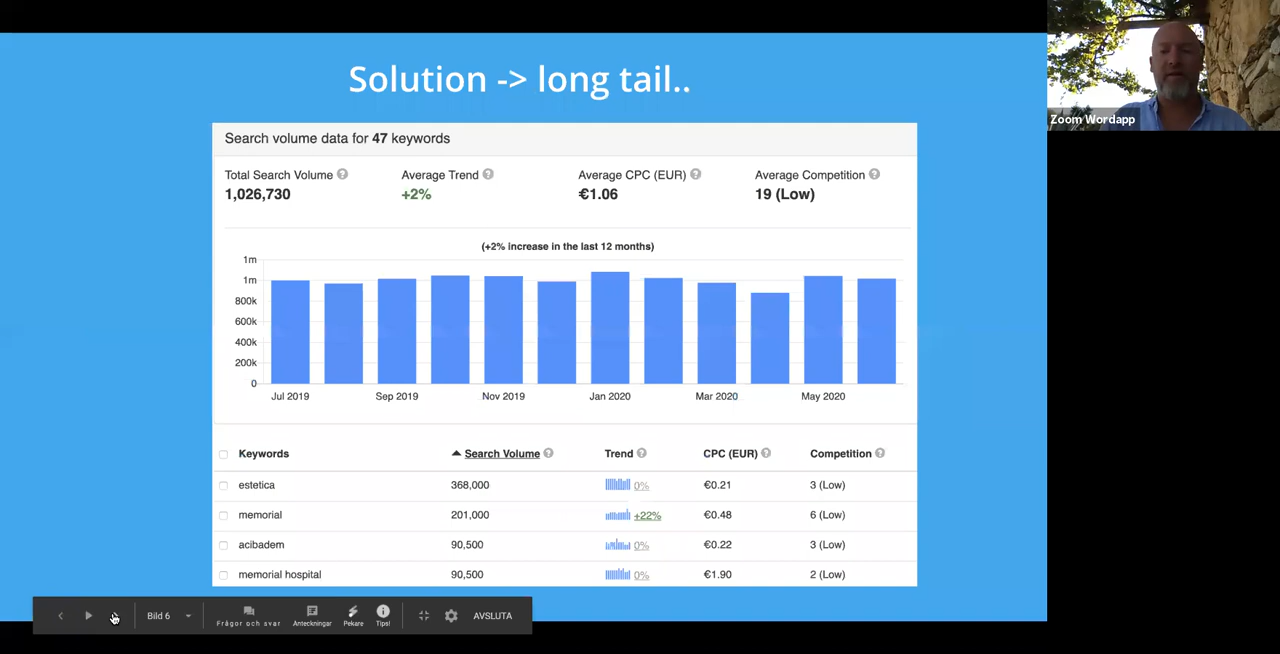 Solution -> long tail..
Zoom Wordapp
Search volume data for 47 keywords
Total Search Volume
Average Trend
Average CPC (EUR)
Average Competition
1,026,730
+2%
€1.06
19 (Low)
(+2% increase in the last 12 months)
1m
1m
800k
600k
400k
200k
0
Jul 2019
Sep 2019
Nov 2019
Jan 2020
Mar 2020
May 2020
Keywords
Search Volume
Trend
CPC (EUR)
Competition
estetica 368,000 0% €0.21 3 (Low)
memorial 201,000 +22% €0.48 6 (Low)
acibadem 90,500 0% €0.22 3 (Low)
memorial hospital 90,500 0% €1.90 2 (Low)
Bild 6
Frågor och svar
Anteckningar
Pekare
Tips!
AVSLUTA